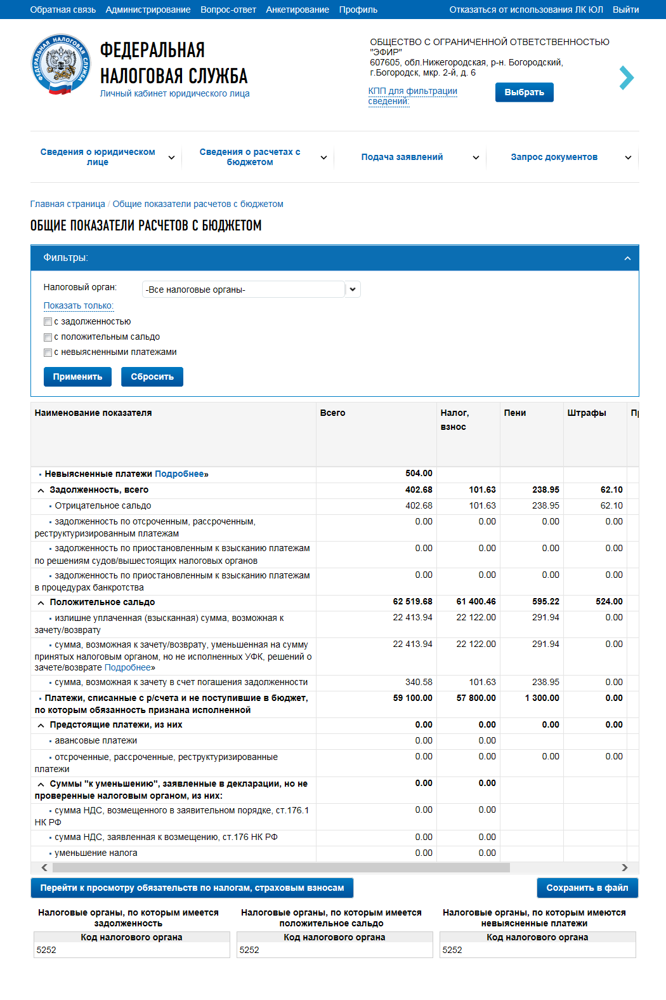 Обратная связь Администрирование Вопрос-ответ Анкетирование Профиль Отказаться от использования ЛК ЮЛ Выйти
ФЕДЕРАЛЬНАЯ НАЛОГОВАЯ СЛУЖБА
ФЕДЕРАЛЬНАЯ
НАЛОГОВАЯ СЛУЖБА
Личный кабинет юридического лица
ОБЩЕСТВО С ОГРАНИЧЕННОЙ ОТВЕТСТВЕННОСТЬЮ
"ЭФИР"
607605, обл.Нижегородская, р-н. Богородский,
г.Богородск, мкр. 2-й, д. 6
КПП для фильтрации
сведений:
Выбрать
Сведения о юридическом
лице
Сведения о расчетах с
бюджетом
Подача заявлений
Запрос документов
Главная страница / Общие показатели расчетов с бюджетом
ОБЩИЕ ПОКАЗАТЕЛИ РАСЧЕТОВ С БЮДЖЕТОМ
Фильтры:
Налоговый орган: -Все налоговые органы-
Показать только:
с задолженностью
с положительным сальдо
с невыясненными платежами
Применить Сбросить
Наименование показателя Всего Налог, Пени Штрафы Пр
взнос
Невыясненные платежи Подробнее» 504.00
Задолженность, всего 402.68 101.63 238.95 62.10
Отрицательное сальдо 402.68 101.63 238.95 62.10
задолженность по отсроченным, рассроченным, 0.00 0.00 0.00 0.00
реструктуризированным платежам
задолженность по приостановленным к взысканию платежам 0.00 0.00 0.00 0.00
по решениям судов/вышестоящих налоговых органов
задолженность по приостановленным к взысканию платежам 0.00 0.00 0.00 0.00
в процедурах банкротства
Положительное сальдо 62 519.68 61 400.46 595.22 524.00
излишне уплаченная (взысканная) сумма, возможная к 22 413.94 22 122.00 291.94 0.00
зачету/возврату
сумма, возможная к зачету/возврату, уменьшенная на сумму 22 413.94 22 122.00 291.94 0.00
принятых налоговым органом, но не исполненных УФК, решений о
зачете/возврате Подробнее»
сумма, возможная к зачету в счет погашения задолженности 340.58 101.63 238.95 0.00
Платежи, списанные с р/счета и не поступившие в бюджет, 59 100.00 57 800.00 1 300.00 0.00
по которым обязанность признана исполненной
Предстоящие платежи, из них 0.00 0.00 0.00 0.00
авансовые платежи 0.00 0.00
отсроченные, рассроченные, реструктуризированные 0.00 0.00 0.00 0.00
платежи
Суммы "к уменьшению", заявленные в декларации, но не 0.00 0.00
проверенные налоговым органом, из них:
сумма НДС, возмещенного в заявительном порядке, ст.176.1 0.00 0.00
НК РФ
сумма НДС, заявленная к возмещению, ст.176 НК РФ 0.00 0.00
уменьшение налога 0.00 0.00
Перейти к просмотру обязательств по налогам, страховым взносам Сохранить в файл
Налоговые органы, по которым имеется
задолженность
Код налогового органа
5252
Налоговые органы, по которым имеется
положительное сальдо
Код налогового органа
5252
Налоговые органы, по которым имеются
невыясненные платежи
Код налогового органа
5252